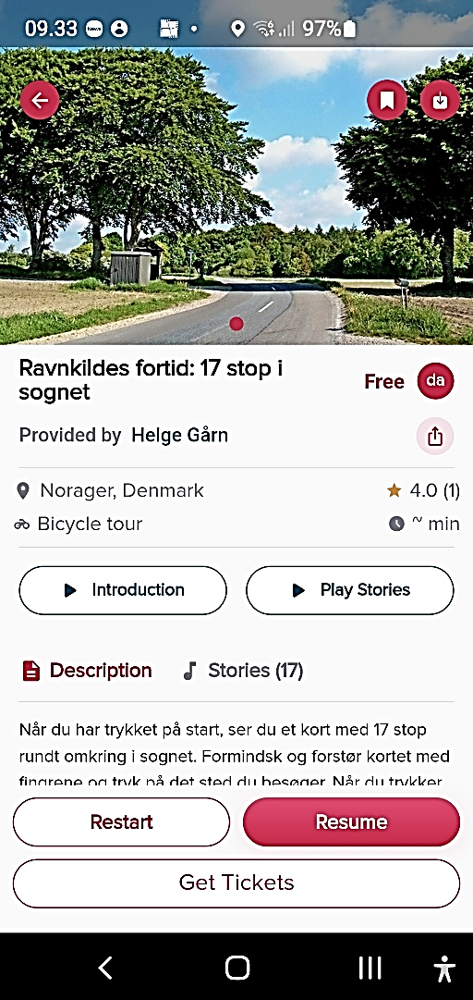 09.33 News 97%
Ravnkildes fortid: 17 stop i
sognet
Free da
Provided by Helge Gårn
Norager, Denmark
4.0 (1)
Bicycle tour
~ min
Introduction
Play Stories
Description
Stories (17)
Når du har trykket på start, ser du et kort med 17 stop
rundt omkring i sognet. Formindsk og forstør kortet med
fingrene og tryk på det sted du besøger. Når du trykker
Restart
Resume
Get Tickets